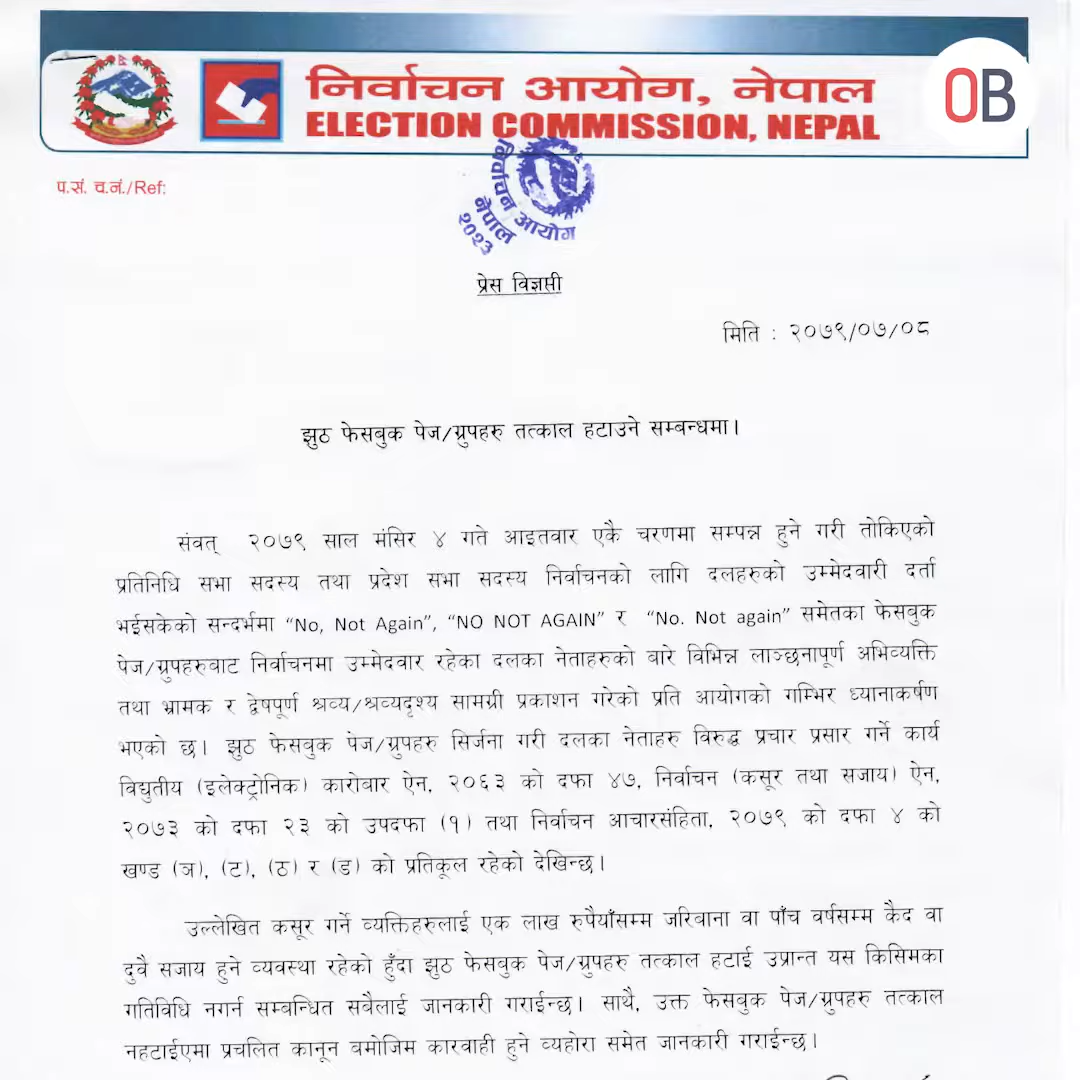 निर्वाचन आयोग, नेपाल
ELECTION COMMISSION, NEPAL
OB
प.सं. च.नं./Ref:
निर्वाचन आयोग
नेपाल
२०२३
प्रेस विज्ञप्ती
मिति : २०७९/०७/०८
झुठ फेसबुक पेज/ग्रुपहरु तत्काल हटाउने सम्बन्धमा।
संवत् २०७९ साल मंसिर ४ गते आइतवार एकै चरणमा सम्पन्न हुने गरी तोकिएको
प्रतिनिधि सभा सदस्य तथा प्रदेश सभा सदस्य निर्वाचनको लागि दलहरुको उम्मेदवारी दर्ता
भईसकेको सन्दर्भमा “No, Not Again”, “NO NOT AGAIN” र “No. Not again” समेतका फेसबुक
पेज/ग्रुपहरुबाट निर्वाचनमा उम्मेदवार रहेका दलका नेताहरुको बारे विभिन्न लाञ्छनापूर्ण अभिव्यक्ति
तथा भ्रामक र द्वेषपूर्ण श्रव्य/श्रव्यदृश्य सामग्री प्रकाशन गरेको प्रति आयोगको गम्भिर ध्यानाकर्षण
भएको छ। झुठ फेसबुक पेज/ग्रुपहरु सिर्जना गरी दलका नेताहरु विरुद्ध प्रचार प्रसार गर्ने कार्य
विद्युतीय (इलेक्ट्रोनिक) कारोबार ऐन, २०६३ को दफा ४७, निर्वाचन (कसूर तथा सजाय) ऐन,
२०७३ को दफा २३ को उपदफा (१) तथा निर्वाचन आचारसंहिता, २०७९ को दफा ४ को
खण्ड (ञ), (ट), (ठ) र (ड) को प्रतिकूल रहेको देखिन्छ।
उल्लेखित कसूर गर्ने व्यक्तिहरुलाई एक लाख रुपैयाँसम्म जरिबाना वा पाँच वर्षसम्म कैद वा
दुवै सजाय हुने व्यवस्था रहेको हुँदा झुठ फेसबुक पेज/ग्रुपहरु तत्काल हटाई उप्रान्त यस किसिमका
गतिविधि नगर्न सम्बन्धित सबैलाई जानकारी गराईन्छ। साथै, उक्त फेसबुक पेज/ग्रुपहरु तत्काल
नहटाईएमा प्रचलित कानून बमोजिम कारवाही हुने व्यहोरा समेत जानकारी गराईन्छ।